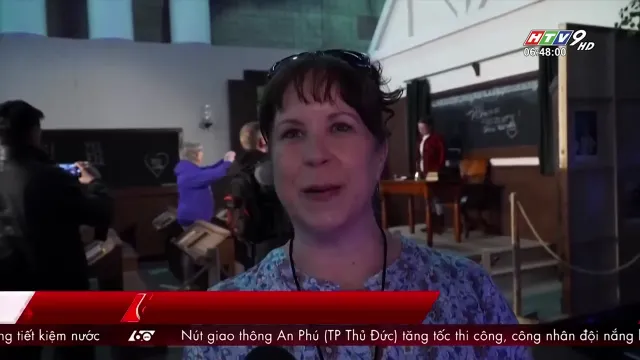 HTV9 HD
06:48:00
ng tiết kiệm nước 60 Nút giao thông An Phú (TP Thủ Đức) tăng tốc thi công, công nhân đội nắng